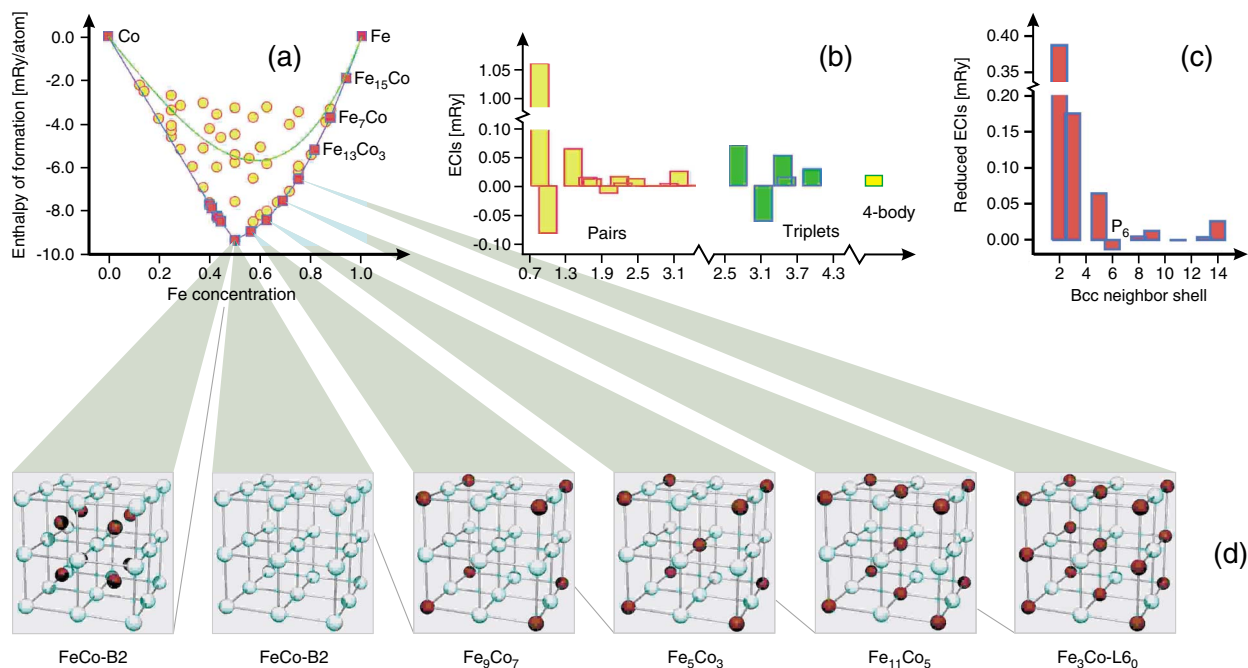 (a)
Enthalpy of formation [mRy/atom]
0.0
-2.0
-4.0
-6.0
-8.0
-10.0
Co
Fe
Fe₁₅Co
Fe₇Co
Fe₁₃Co₃
0.0 0.2 0.4 0.6 0.8 1.0
Fe concentration
(b)
ECIs [mRy]
1.05
1.00
0.10
0.05
0.00
-0.05
-0.10
Pairs
Triplets
4-body
0.7 1.3 1.9 2.5 3.1 2.5 3.1 3.7 4.3
(c)
Reduced ECIs [mRy]
0.40
0.35
0.20
0.15
0.10
0.05
0.00
P₆
2 4 6 8 10 12 14
Bcc neighbor shell
(d)
FeCo-B2 FeCo-B2 Fe₉Co₇ Fe₅Co₃ Fe₁₁Co₅ Fe₃Co-L6₀